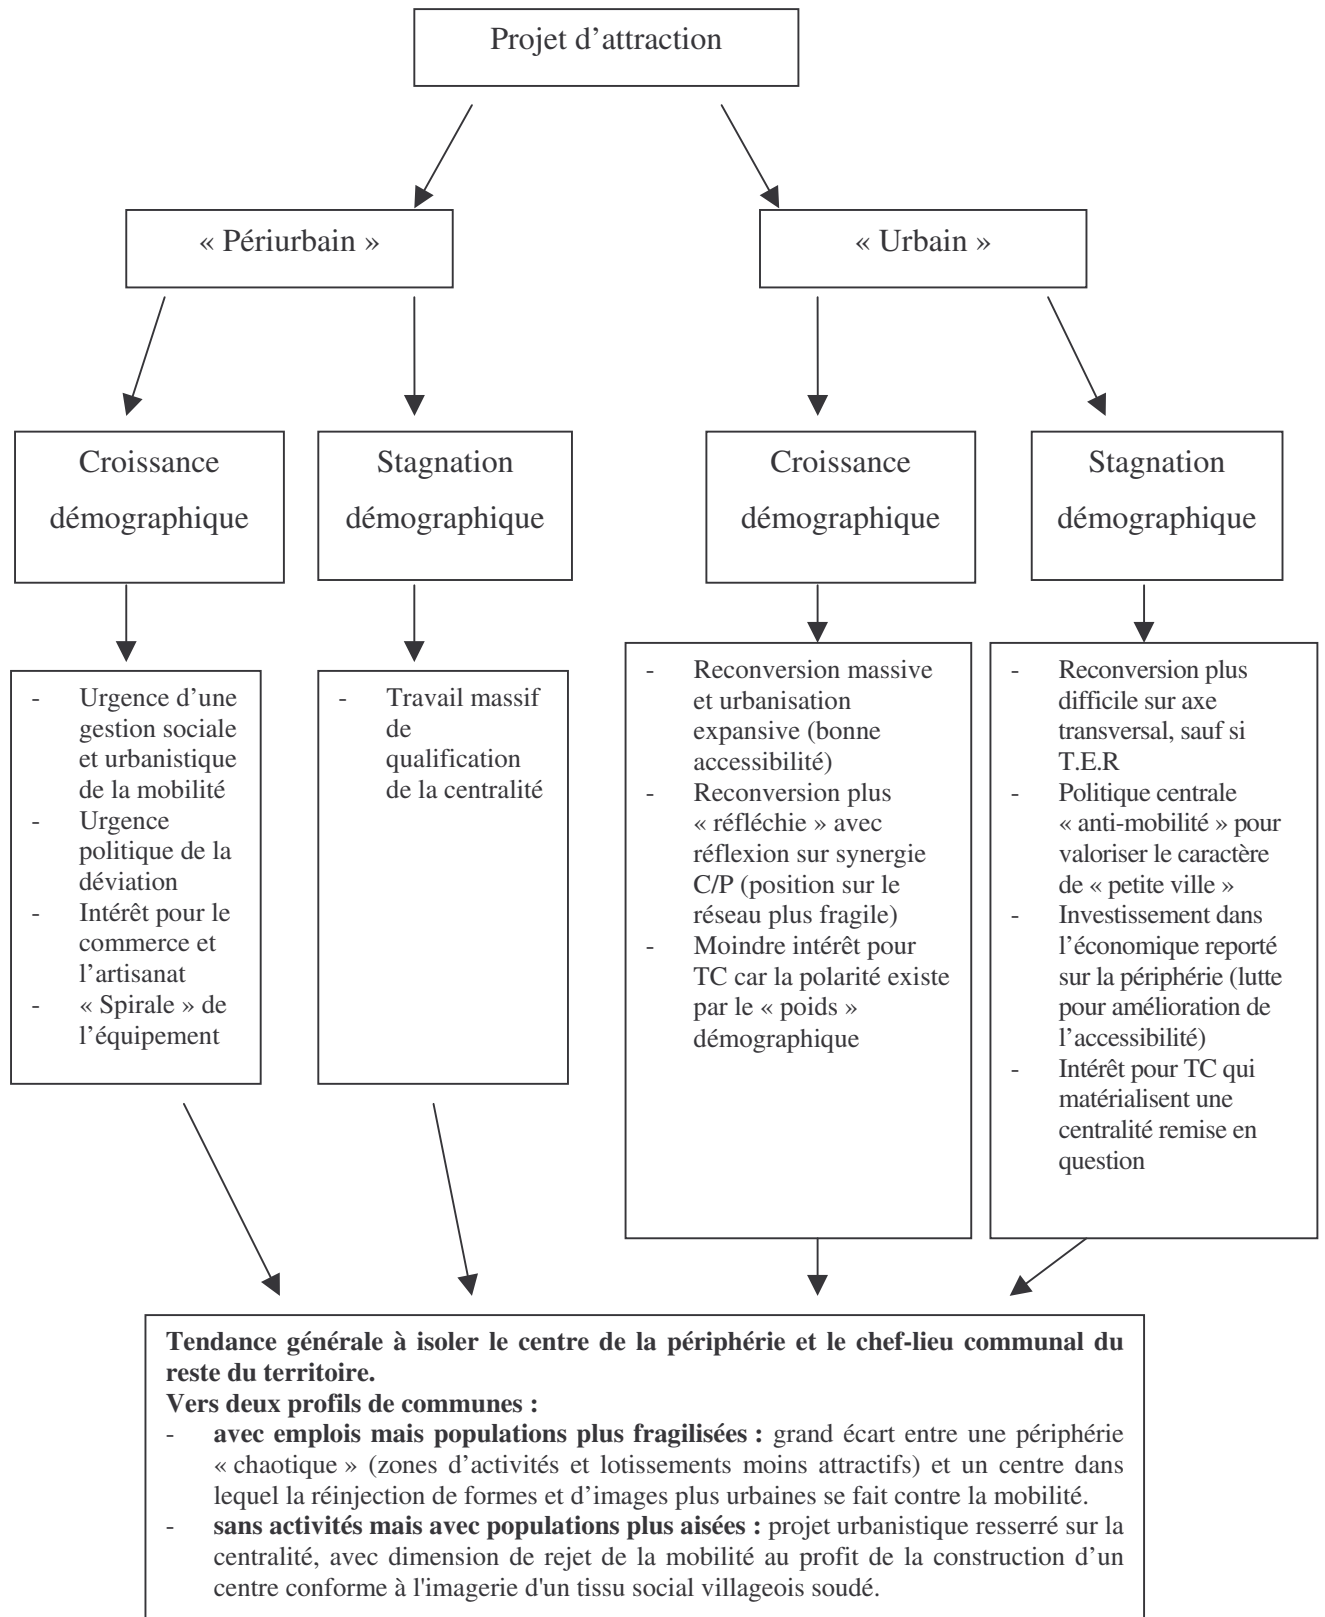 Projet d’attraction
« Périurbain »
« Urbain »
Croissance
démographique
Stagnation
démographique
Croissance
démographique
Stagnation
démographique
- Urgence d’une
gestion sociale
et urbanistique
de la mobilité
- Urgence
politique de la
déviation
- Intérêt pour le
commerce et
l’artisanat
- « Spirale » de
l’équipement
- Travail massif
de
qualification
de la centralité
- Reconversion massive
et urbanisation
expansive (bonne
accessibilité)
- Reconversion plus
« réfléchie » avec
réflexion sur synergie
C/P (position sur le
réseau plus fragile)
- Moindre intérêt pour
TC car la polarité existe
par le « poids »
démographique
- Reconversion plus
difficile sur axe
transversal, sauf si
T.E.R
- Politique centrale
« anti-mobilité » pour
valoriser le caractère
de « petite ville »
- Investissement dans
l’économique reporté
sur la périphérie (lutte
pour amélioration de
l’accessibilité)
- Intérêt pour TC qui
matérialisent une
centralité remise en
question
Tendance générale à isoler le centre de la périphérie et le chef-lieu communal du
reste du territoire.
Vers deux profils de communes :
- avec emplois mais populations plus fragilisées : grand écart entre une périphérie
« chaotique » (zones d’activités et lotissements moins attractifs) et un centre dans
lequel la réinjection de formes et d’images plus urbaines se fait contre la mobilité.
- sans activités mais avec populations plus aisées : projet urbanistique resserré sur la
centralité, avec dimension de rejet de la mobilité au profit de la construction d’un
centre conforme à l'imagerie d'un tissu social villageois soudé.